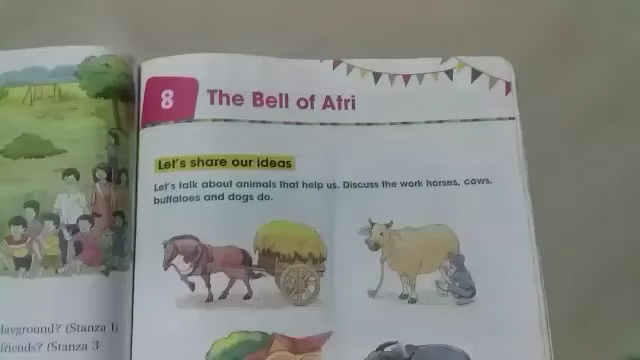 8 The Bell of Atri
Let's share our ideas
Let's talk about animals that help us. Discuss the work horses, cows,
buffaloes and dogs do.
layground? (Stanza 1)
friends? (Stanza 3